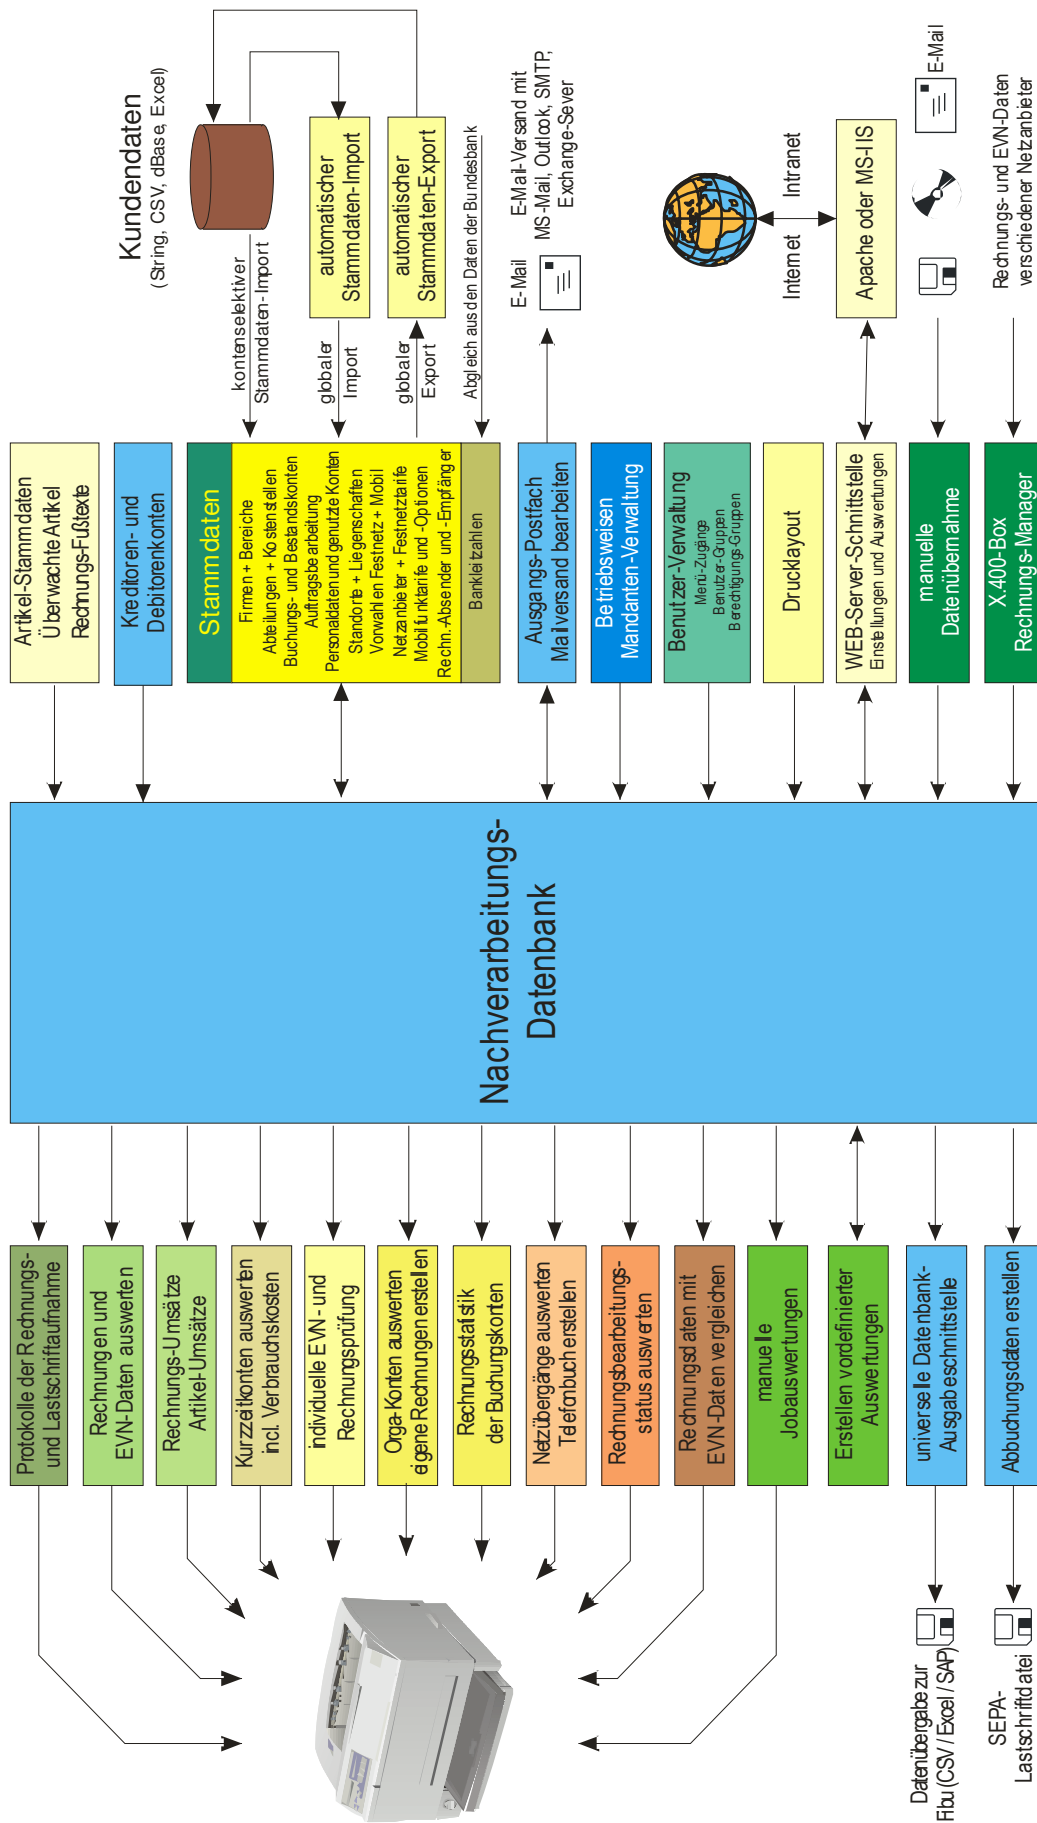 Kundendaten
(String, CSV, dBase, Excel)
kontenselektiver
Stammdaten-Import
automatischer
Stammdaten-Import
globaler
Import
automatischer
Stammdaten-Export
globaler
Export
Abgleich aus den Daten der Bundesbank
E-Mail
E-Mail-Versand mit
MS-Mail, Outlook, SMTP,
Exchange-Sever
Internet
Intranet
Apache oder MS-IIS
E-Mail
Rechnungs- und EVN-Daten
verschiedener Netzanbieter
Artikel-Stammdaten
Überwachte Artikel
Rechnungs-Fußtexte
Kreditoren- und
Debitorenkonten
Stammdaten
Firmen + Bereiche
Abteilungen + Kostenstellen
Buchungs- und Bestandskonten
Auftragsbearbeitung
Personaldaten und genutzte Konten
Standorte + Liegenschaften
Vorwahlen Festnetz + Mobil
Netzanbieter + Festnetztarife
Mobilfunktarife und -Optionen
Rechn.-Absender und -Empfänger
Bankleitzahlen
Ausgangs-Postfach
Mailversand bearbeiten
Betriebsweisen
Mandanten-Verwaltung
Benutzer-Verwaltung
Menü-Zugänge
Benutzer-Gruppen
Berechtigungs-Gruppen
Drucklayout
WEB-Server-Schnittstelle
Einstellungen und Auswertungen
manuelle
Datenübernahme
X.400-Box
Rechnungs-Manager
Nachverarbeitungs-
Datenbank
Protokolle der Rechnungs-
und Lastschriftaufnahme
Rechnungen und
EVN-Daten auswerten
Rechnungs-Umsätze
Artikel-Umsätze
Kurzzeitkonten auswerten
incl. Verbrauchskosten
individuelle EVN- und
Rechnungsprüfung
Orga-Konten auswerten
eigene Rechnungen erstellen
Rechnungsstatistik
der Buchungskonten
Netzübergänge auswerten
Telefonbuch erstellen
Rechnungsbearbeitungs-
status auswerten
Rechnungsdaten mit
EVN-Daten vergleichen
manuelle
Jobauswertungen
Erstellen vordefinierter
Auswertungen
universelle Datenbank-
Ausgabeschnittstelle
Abbuchungsdaten erstellen
Datenübergabe zur
Fibu (CSV / Excel / SAP)
SEPA-
Lastschriftdatei